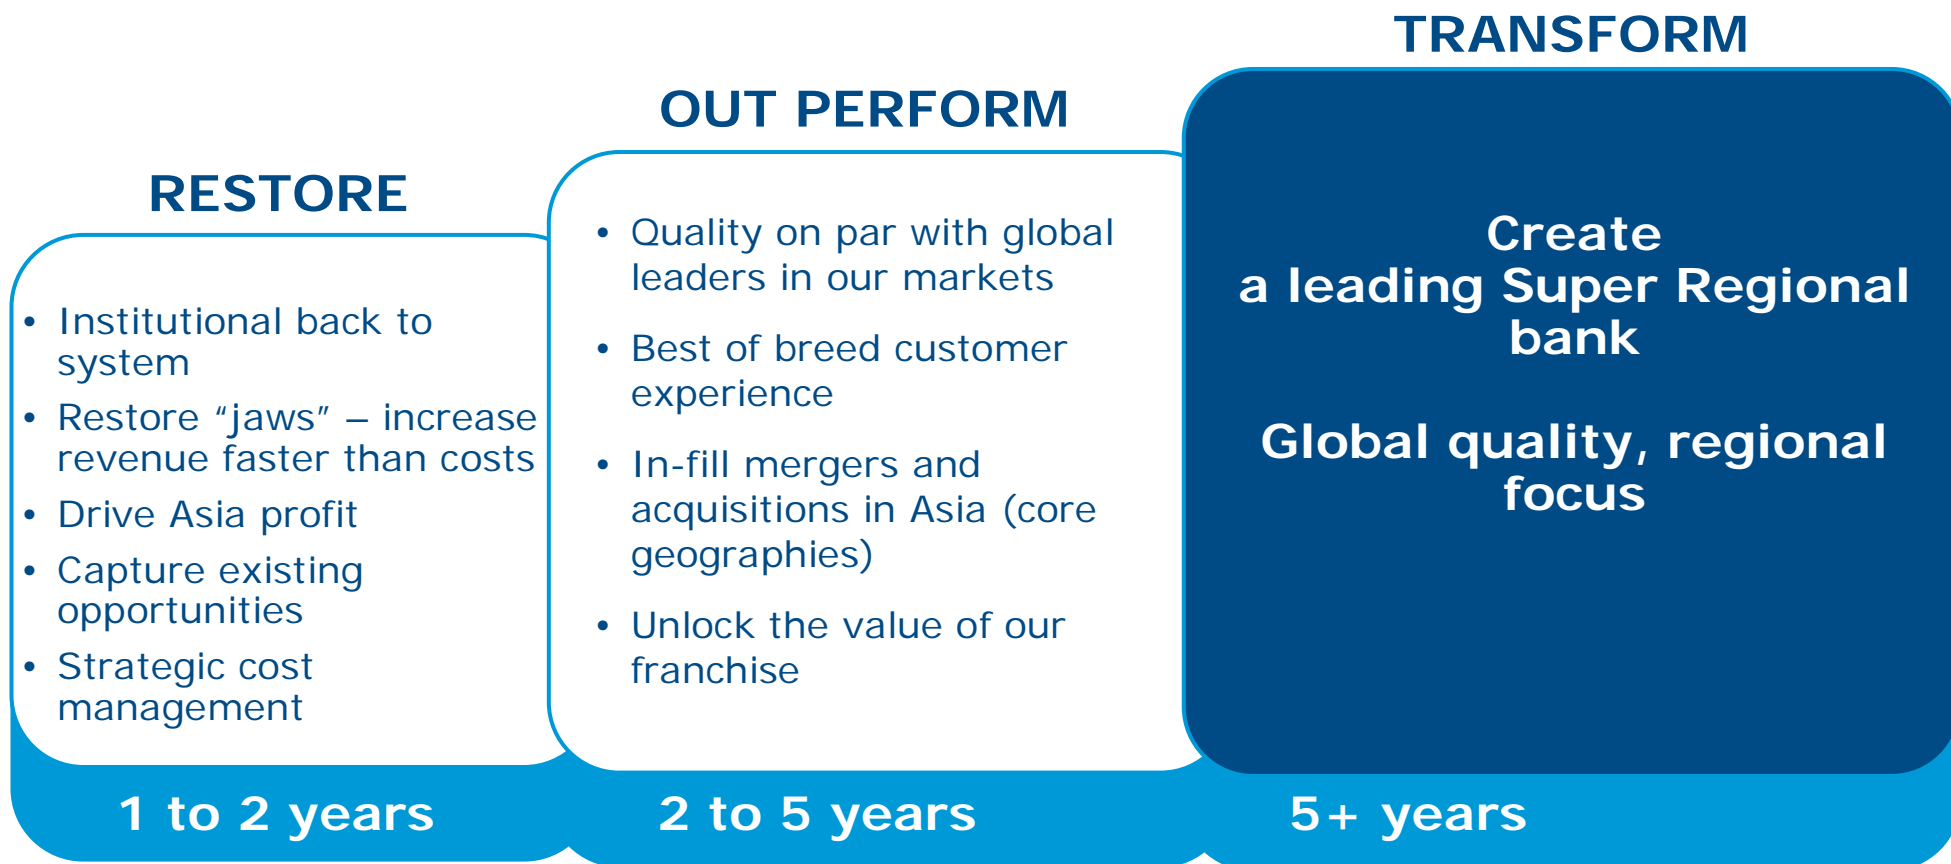 RESTORE
• Institutional back to
system
• Restore “jaws” – increase
revenue faster than costs
• Drive Asia profit
• Capture existing
opportunities
• Strategic cost
management
1 to 2 years
OUT PERFORM
• Quality on par with global
leaders in our markets
• Best of breed customer
experience
• In-fill mergers and
acquisitions in Asia (core
geographies)
• Unlock the value of our
franchise
2 to 5 years
TRANSFORM
Create
a leading Super Regional
bank
Global quality, regional
focus
5+ years